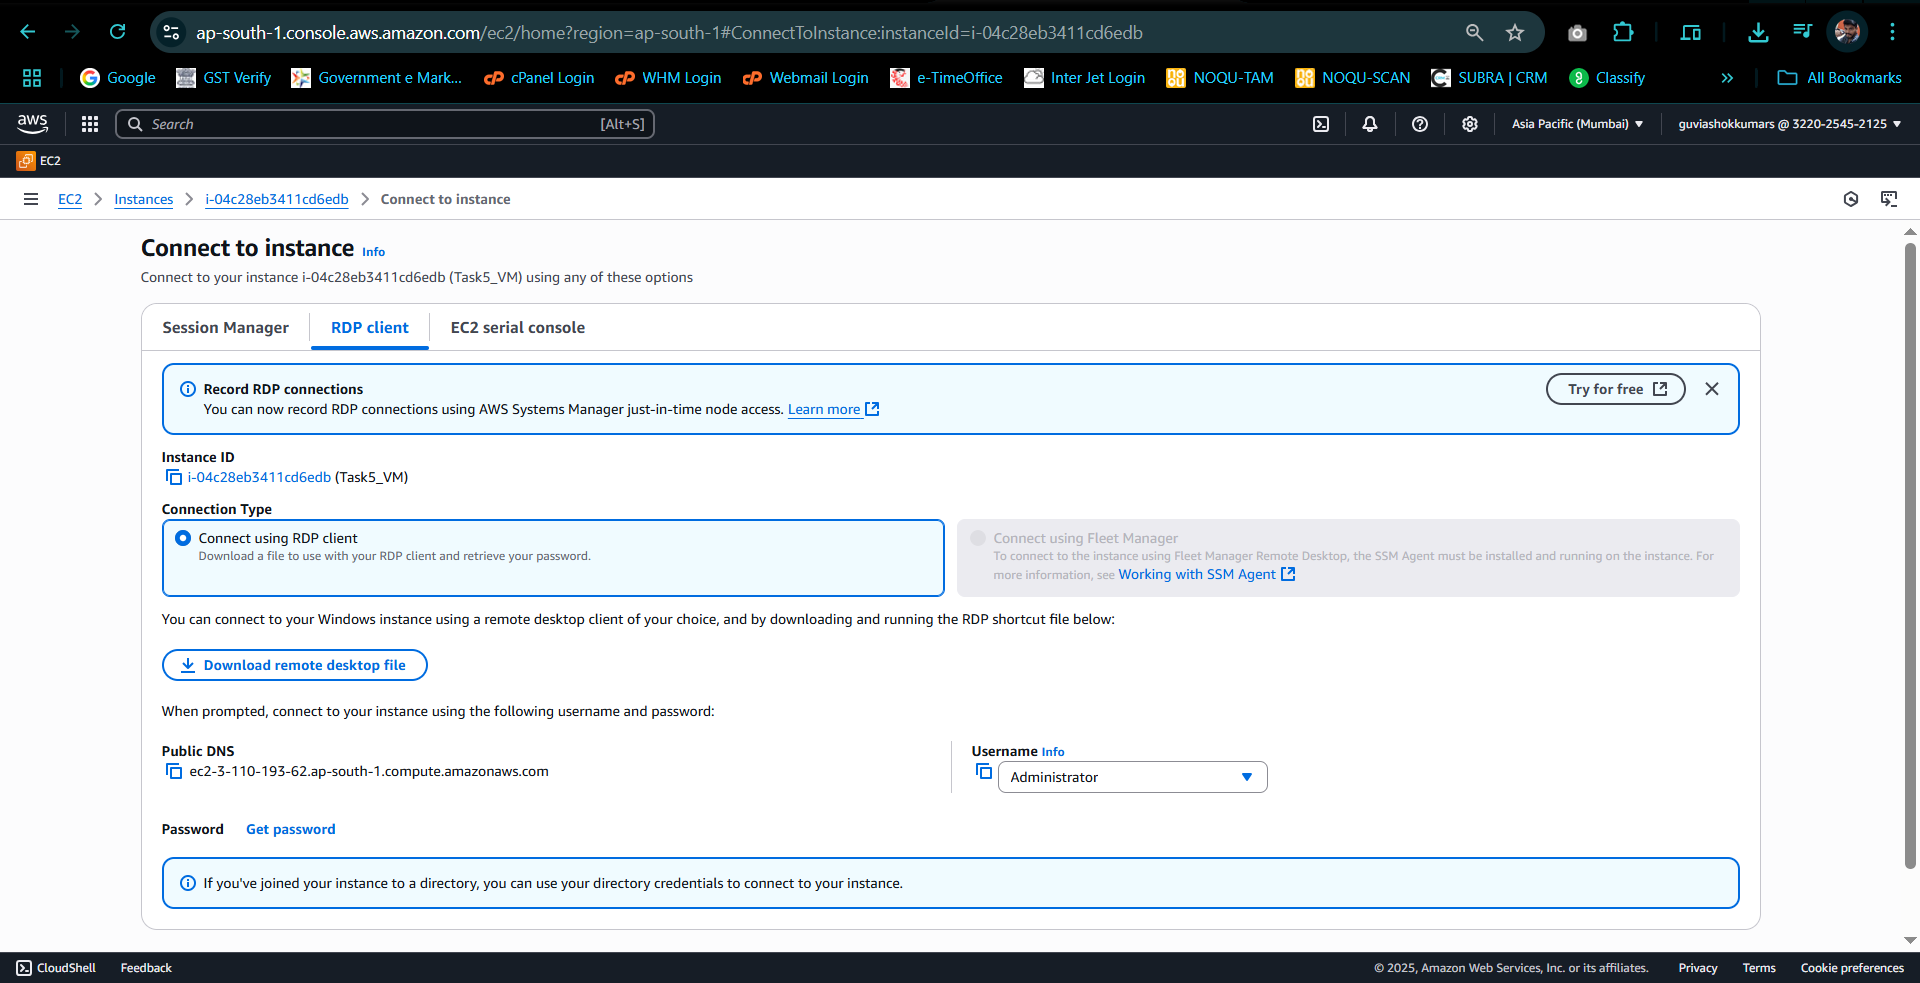 ap-south-1.console.aws.amazon.com/ec2/home?region=ap-south-1#ConnectToInstance:instanceId=i-04c28eb3411cd6edb
Google GST Verify Government e Mark... cPanel Login WHM Login Webmail Login e-TimeOffice Inter Jet Login NOQU-TAM NOQU-SCAN SUBRA | CRM Classify » All Bookmarks
aws Search [Alt+S] Asia Pacific (Mumbai) guviashokkumars @ 3220-2545-2125
EC2
EC2 Instances i-04c28eb3411cd6edb Connect to instance
Connect to instance Info
Connect to your instance i-04c28eb3411cd6edb (Task5_VM) using any of these options
Session Manager RDP client EC2 serial console
Record RDP connections
You can now record RDP connections using AWS Systems Manager just-in-time node access. Learn more
Try for free
Instance ID
i-04c28eb3411cd6edb (Task5_VM)
Connection Type
Connect using RDP client
Download a file to use with your RDP client and retrieve your password.
Connect using Fleet Manager
To connect to the instance using Fleet Manager Remote Desktop, the SSM Agent must be installed and running on the instance. For
more information, see Working with SSM Agent
You can connect to your Windows instance using a remote desktop client of your choice, and by downloading and running the RDP shortcut file below:
Download remote desktop file
When prompted, connect to your instance using the following username and password:
Public DNS
ec2-3-110-193-62.ap-south-1.compute.amazonaws.com
Username Info
Administrator
Password Get password
If you've joined your instance to a directory, you can use your directory credentials to connect to your instance.
CloudShell Feedback © 2025, Amazon Web Services, Inc. or its affiliates. Privacy Terms Cookie preferences